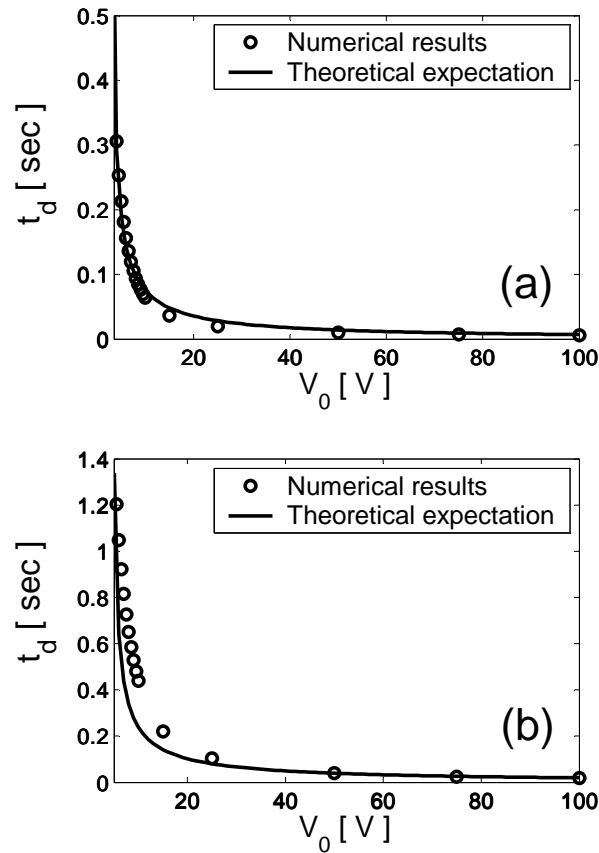 0.5
Numerical results
Theoretical expectation
0.4
0.3
t_d [ sec ]
0.2
0.1
(a)
0
20 40 60 80 100
V_0 [ V ]
1.4
Numerical results
Theoretical expectation
1.2
1
0.8
t_d [ sec ]
0.6
0.4
0.2
(b)
0
20 40 60 80 100
V_0 [ V ]